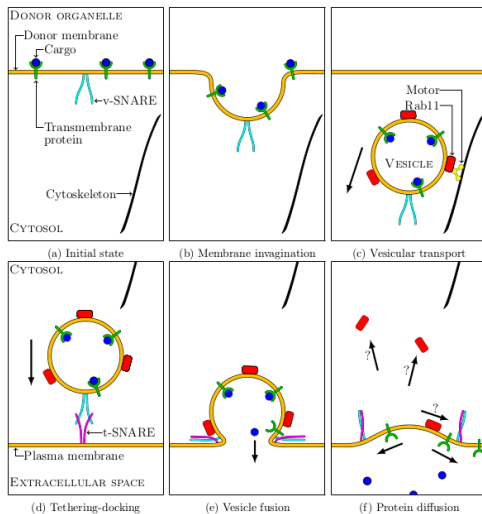 DONOR ORGANELLE
Donor membrane
Cargo
v-SNARE
Transmembrane
protein
Cytoskeleton
CYTOSOL
(a) Initial state
(b) Membrane invagination
Motor
Rab11
VESICLE
(c) Vesicular transport
CYTOSOL
t-SNARE
Plasma membrane
EXTRACELLULAR SPACE
(d) Tethering-docking
(e) Vesicle fusion
?
?
?
(f) Protein diffusion